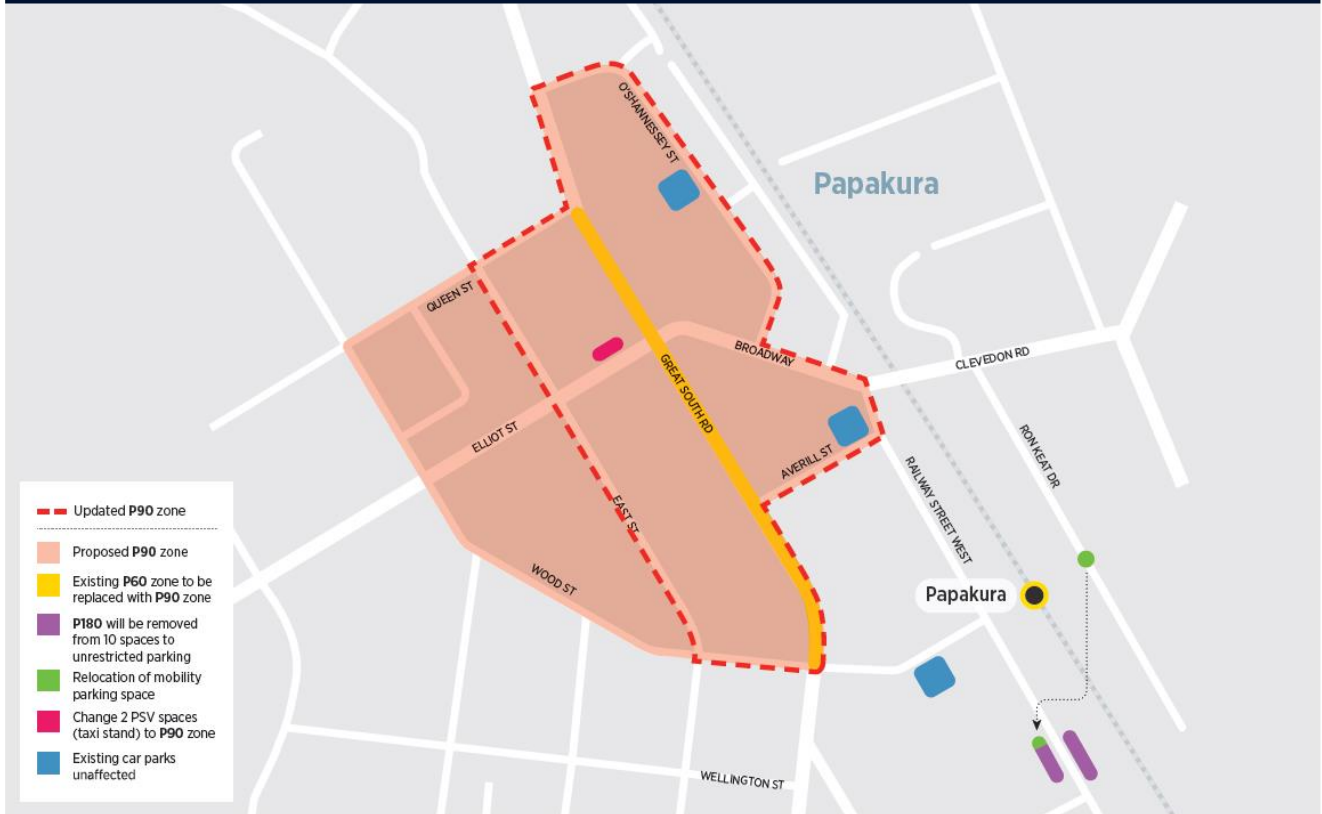 O'SHANNESSEY ST
Papakura
QUEEN ST
BROADWAY
GREAT SOUTH RD
CLEVEDON RD
ELLIOT ST
AVERILL ST
RON KEAT DR
RAILWAY STREET WEST
EAST ST
WOOD ST
Papakura
WELLINGTON ST
Updated P90 zone
Proposed P90 zone
Existing P60 zone to be
replaced with P90 zone
P180 will be removed
from 10 spaces to
unrestricted parking
Relocation of mobility
parking space
Change 2 PSV spaces
(taxi stand) to P90 zone
Existing car parks
unaffected